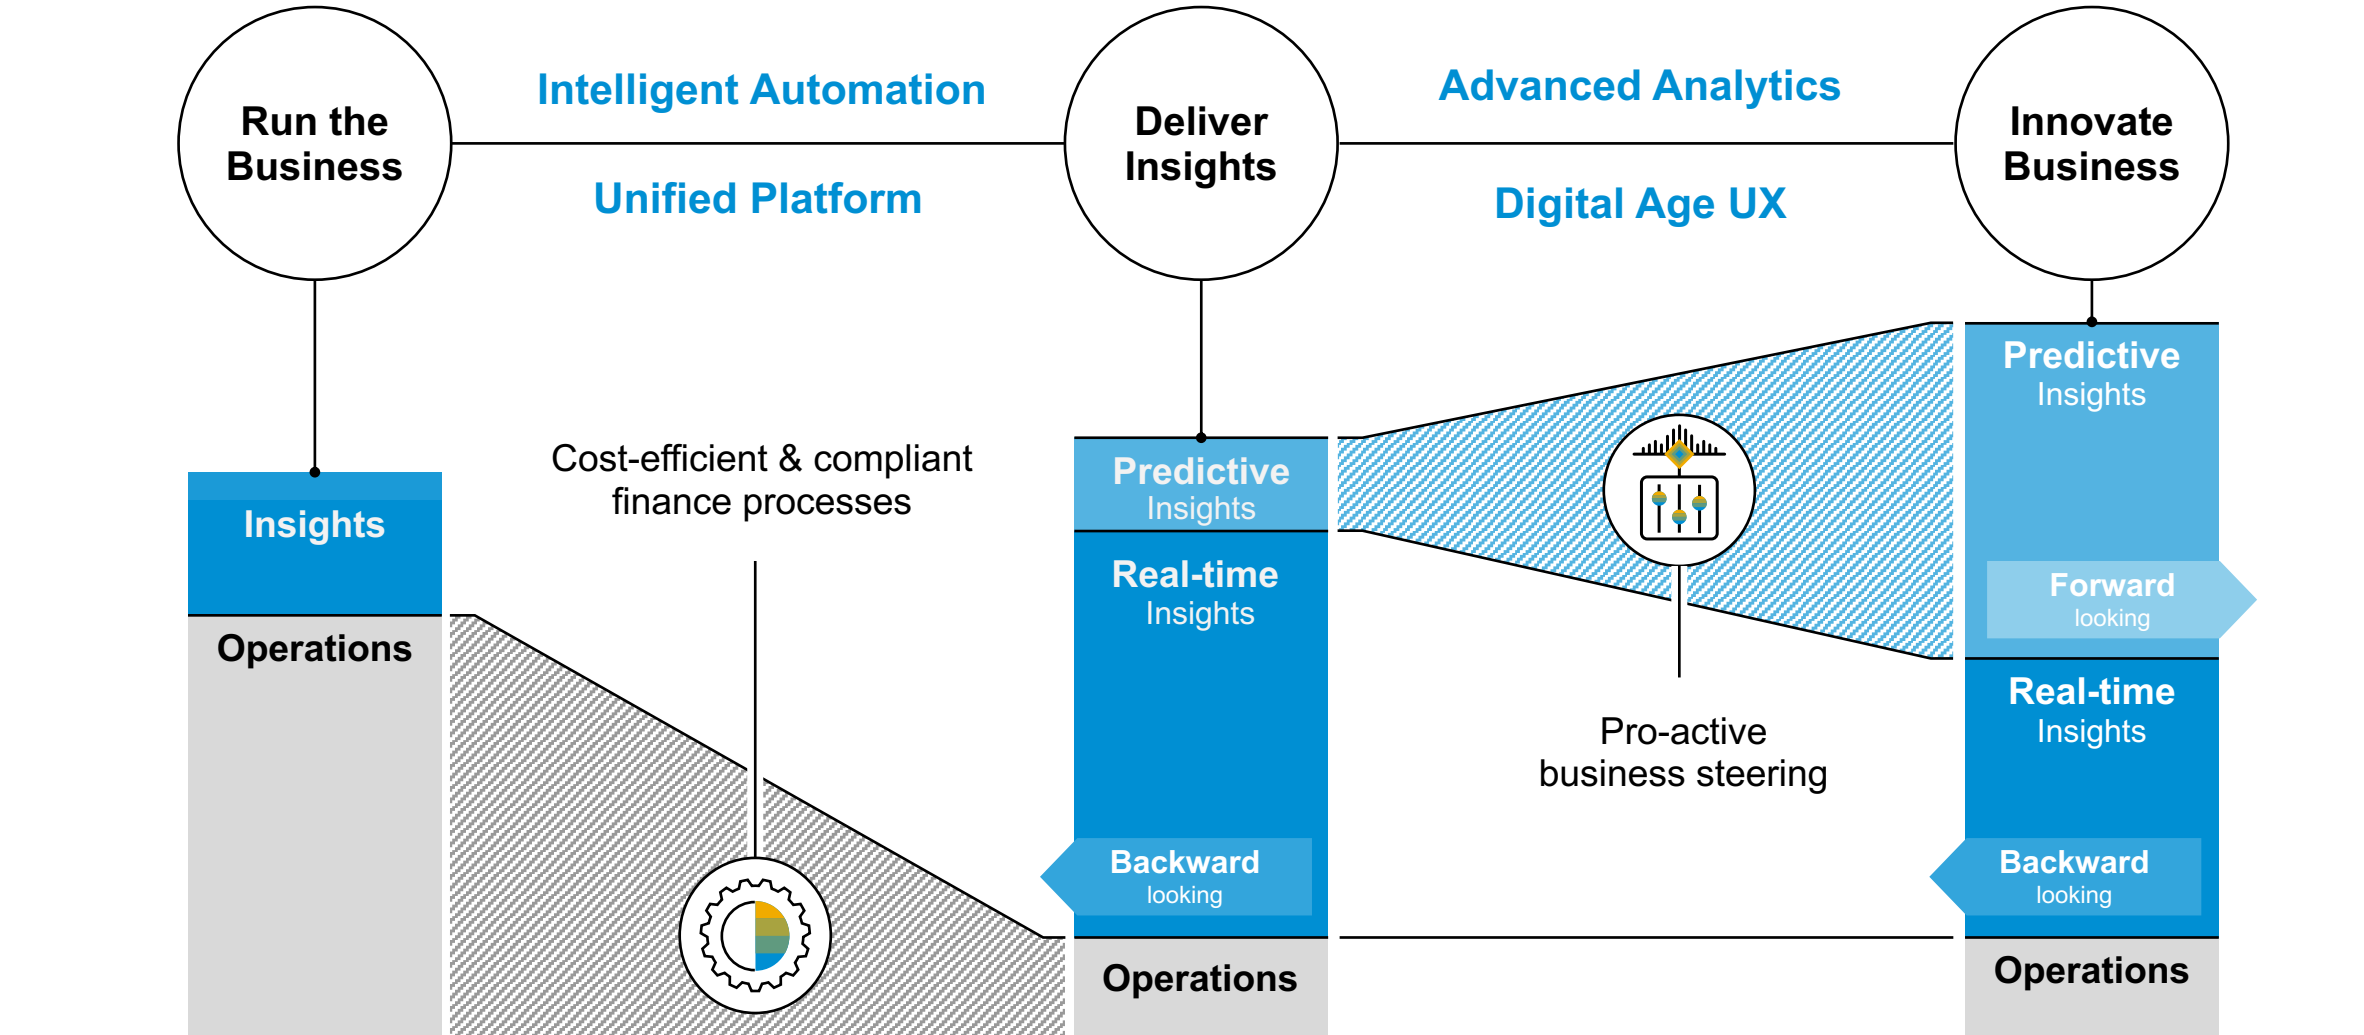 Run the
Business
Intelligent Automation
Unified Platform
Deliver
Insights
Advanced Analytics
Digital Age UX
Innovate
Business
Insights
Operations
Cost-efficient & compliant
finance processes
Predictive
Insights
Real-time
Insights
Backward
looking
Operations
Pro-active
business steering
Predictive
Insights
Forward
looking
Real-time
Insights
Backward
looking
Operations